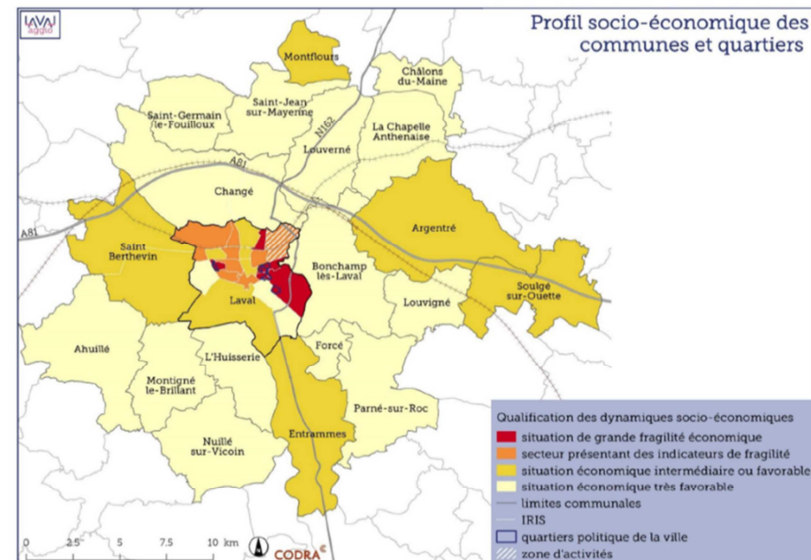 LAVAL
agglo
Profil socio-économique des
communes et quartiers
Montflours
Châlons
du-Maine
Saint-Jean
sur-Mayenne
Saint-Germain
le-Fouilloux
N162
La Chapelle
Anthenaise
Louverné
A81
Changé
A81
Argentré
Saint
Berthevin
Bonchamp
lès-Laval
Soulgé
sur-Ouette
Laval
Louvigné
Forcé
Ahuillé
L'Huisserie
Montigné
le-Brillant
Parné-sur-Roc
Entrammes
Nuillé
sur-Vicoin
Qualification des dynamiques socio-économiques
situation de grande fragilité économique
secteur présentant des indicateurs de fragilité
situation économique intermédiaire ou favorable
situation économique très favorable
limites communales
IRIS
quartiers politique de la ville
zone d'activités
0 2.5 5 7.5 10 km
CODRA©